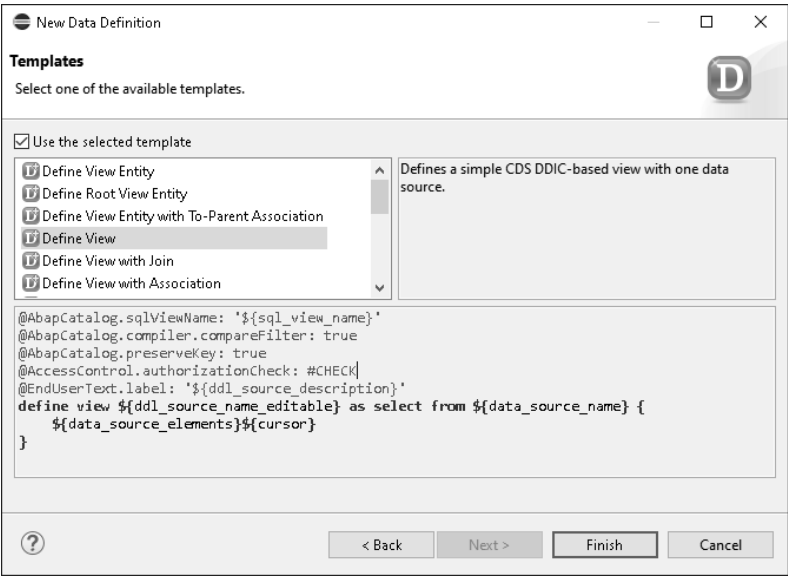 New Data Definition
Templates
Select one of the available templates.
D
Use the selected template
Define View Entity
Define Root View Entity
Define View Entity with To-Parent Association
Define View
Define View with Join
Define View with Association
Defines a simple CDS DDIC-based view with one data
source.
@AbapCatalog.sqlViewName: '${sql_view_name}'
@AbapCatalog.compiler.compareFilter: true
@AbapCatalog.preserveKey: true
@AccessControl.authorizationCheck: #CHECK
@EndUserText.label: '${ddl_source_description}'
define view ${ddl_source_name_editable} as select from ${data_source_name} {
    ${data_source_elements}${cursor}
}
?
< Back
Next >
Finish
Cancel